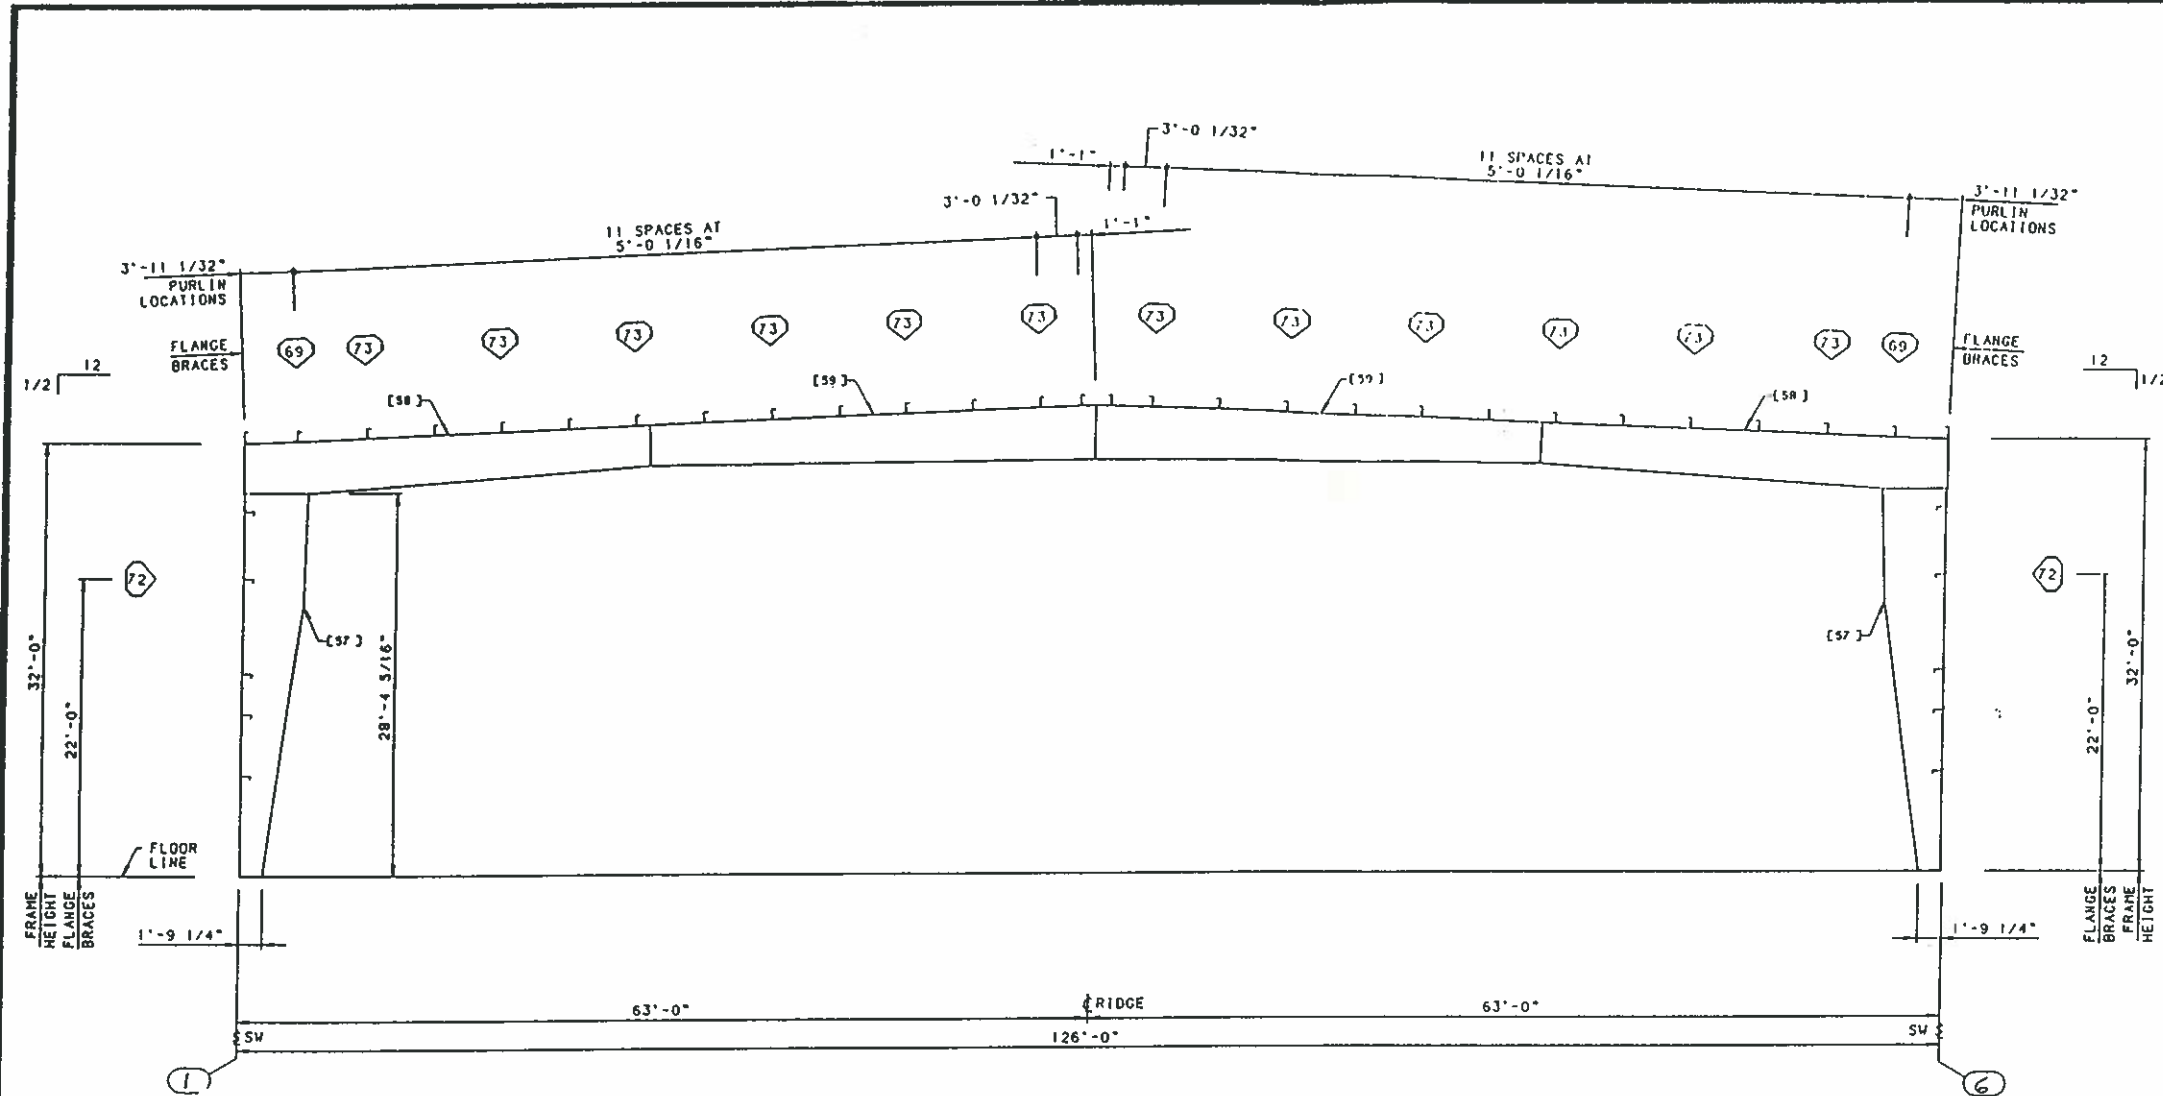 3'-0 1/32"
1'-1"
11 SPACES AT
5'-0 1/16"
3'-11 1/32"
PURLIN
LOCATIONS
3'-0 1/32"
1'-1"
11 SPACES AT
5'-0 1/16"
3'-11 1/32"
PURLIN
LOCATIONS
FLANGE
BRACES
69
73
73
73
73
73
73
73
73
73
73
73
73
69
FLANGE
BRACES
12
1/2
12
1/2
[58]
[59]
[59]
[58]
72
72
[57]
[57]
32'-0"
22'-0"
28'-4 5/16"
22'-0"
32'-0"
FLOOR
LINE
FRAME
HEIGHT
FLANGE
BRACES
FLANGE
BRACES
FRAME
HEIGHT
1'-9 1/4"
1'-9 1/4"
63'-0"
RIDGE
63'-0"
SW
126'-0"
SW
1
6